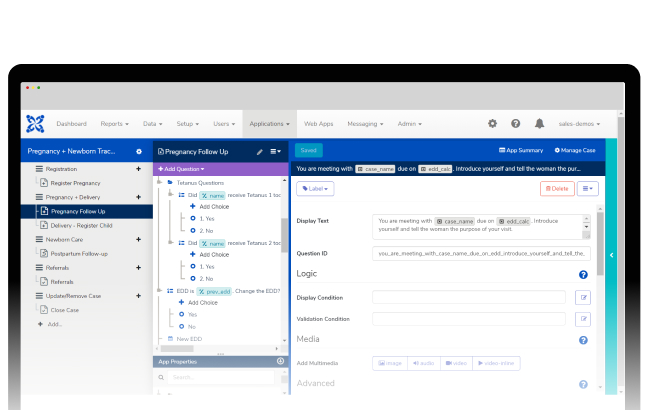 Dashboard Reports Data Setup Users Applications Web Apps Messaging Admin sales-demos
Pregnancy + Newborn Trac...
Registration
Register Pregnancy
Pregnancy + Delivery
Pregnancy Follow Up
Delivery - Register Child
Newborn Care
Postpartum Follow-up
Referrals
Referrals
Update/Remove Case
Close Case
+ Add...
Pregnancy Follow Up
+ Add Question
Tetanus Questions
Did name receive Tetanus 1 tox
+ Add Choice
1. Yes
2. No
Did name receive Tetanus 2 tox
+ Add Choice
1. Yes
2. No
EDD is prev_edd . Change the EDD?
+ Add Choice
Yes
No
New EDD
App Properties
Search...
Saved
App Summary Manage Case
You are meeting with case_name due on edd_calc. Introduce yourself and tell the woman the pur...
Label
Delete
Display Text
You are meeting with case_name due on edd_calc . Introduce
yourself and tell the woman the purpose of your visit.
Question ID
you_are_meeting_with_case_name_due_on_edd_introduce_yourself_and_tell_the_
Logic
Display Condition
Validation Condition
Media
Add Multimedia image audio video video-inline
Advanced